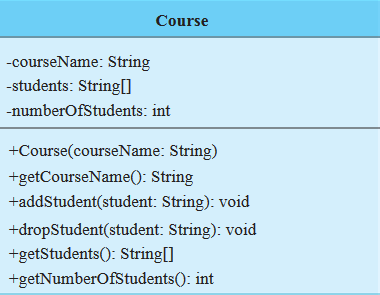 Course
-courseName: String
-students: String[]
-numberOfStudents: int
+Course(courseName: String)
+getCourseName(): String
+addStudent(student: String): void
+dropStudent(student: String): void
+getStudents(): String[]
+getNumberOfStudents(): int